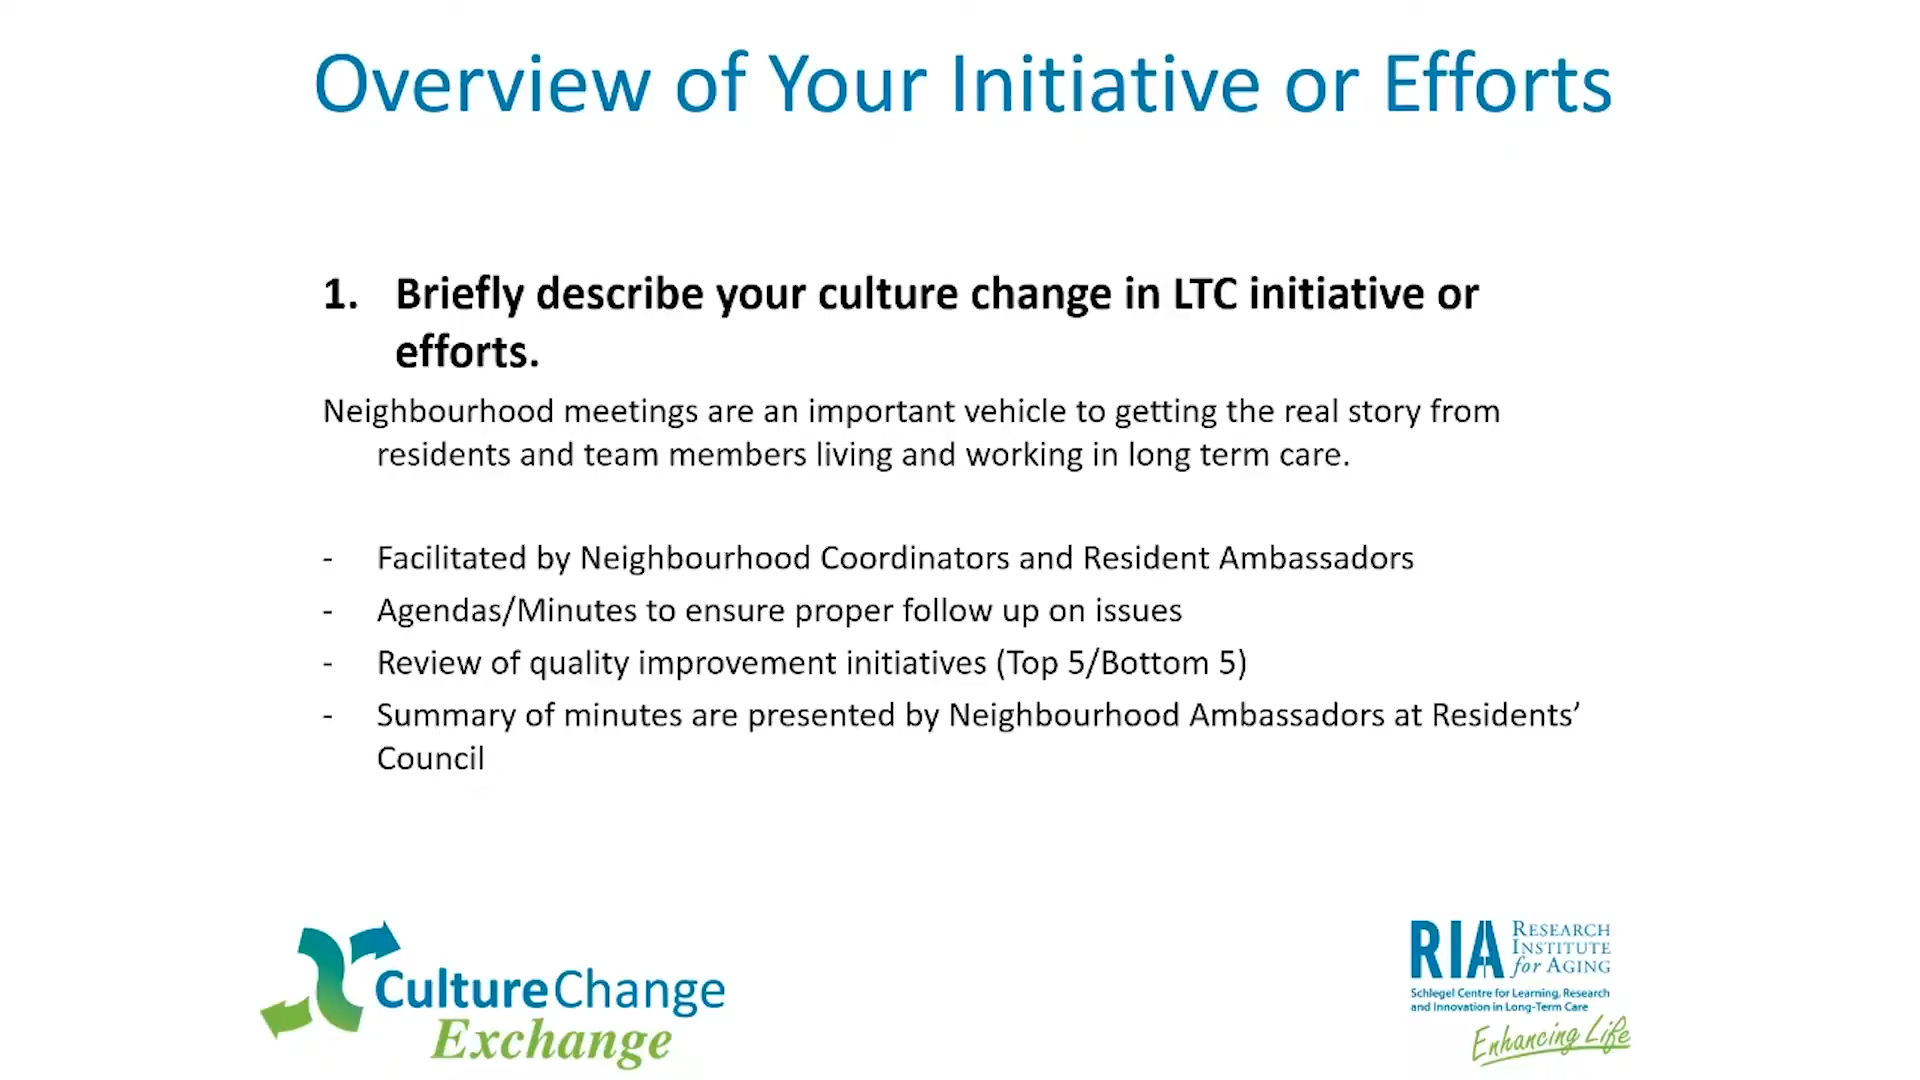 Overview of Your Initiative or Efforts
1. Briefly describe your culture change in LTC initiative or
efforts.
Neighbourhood meetings are an important vehicle to getting the real story from
residents and team members living and working in long term care.
- Facilitated by Neighbourhood Coordinators and Resident Ambassadors
- Agendas/Minutes to ensure proper follow up on issues
- Review of quality improvement initiatives (Top 5/Bottom 5)
- Summary of minutes are presented by Neighbourhood Ambassadors at Residents’
Council
CultureChange
Exchange
RIA
RESEARCH
INSTITUTE
for AGING
Schlegel Centre for Learning, Research
and Innovation in Long-Term Care
Enhancing Life